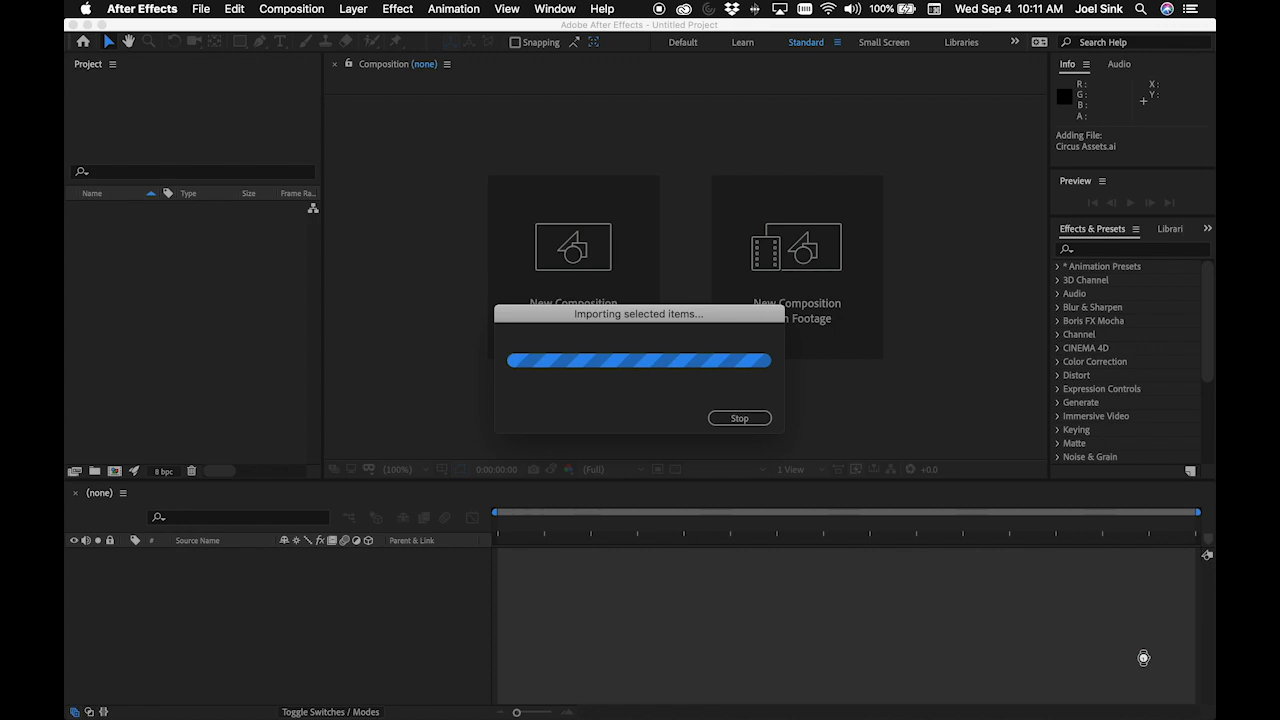 After Effects File Edit Composition Layer Effect Animation View Window Help 100% Wed Sep 4 10:11 AM Joel Sink
Adobe After Effects - Untitled Project
Snapping Default Learn Standard Small Screen Libraries Search Help
Project
Composition (none)
Info Audio
R: X:
G: Y:
B:
A:
Adding File:
Circus Assets.ai
Preview
Name Type Size Frame Ra..
Effects & Presets Librari
* Animation Presets
3D Channel
Audio
Blur & Sharpen
Boris FX Mocha
Channel
CINEMA 4D
Color Correction
Distort
Expression Controls
Generate
Immersive Video
Keying
Matte
Noise & Grain
New Composition
New Composition
Footage
Importing selected items...
Stop
8 bpc
(100%) 0:00:00:00 (Full) 1 View +0.0
(none)
# Source Name fx Parent & Link
Toggle Switches / Modes